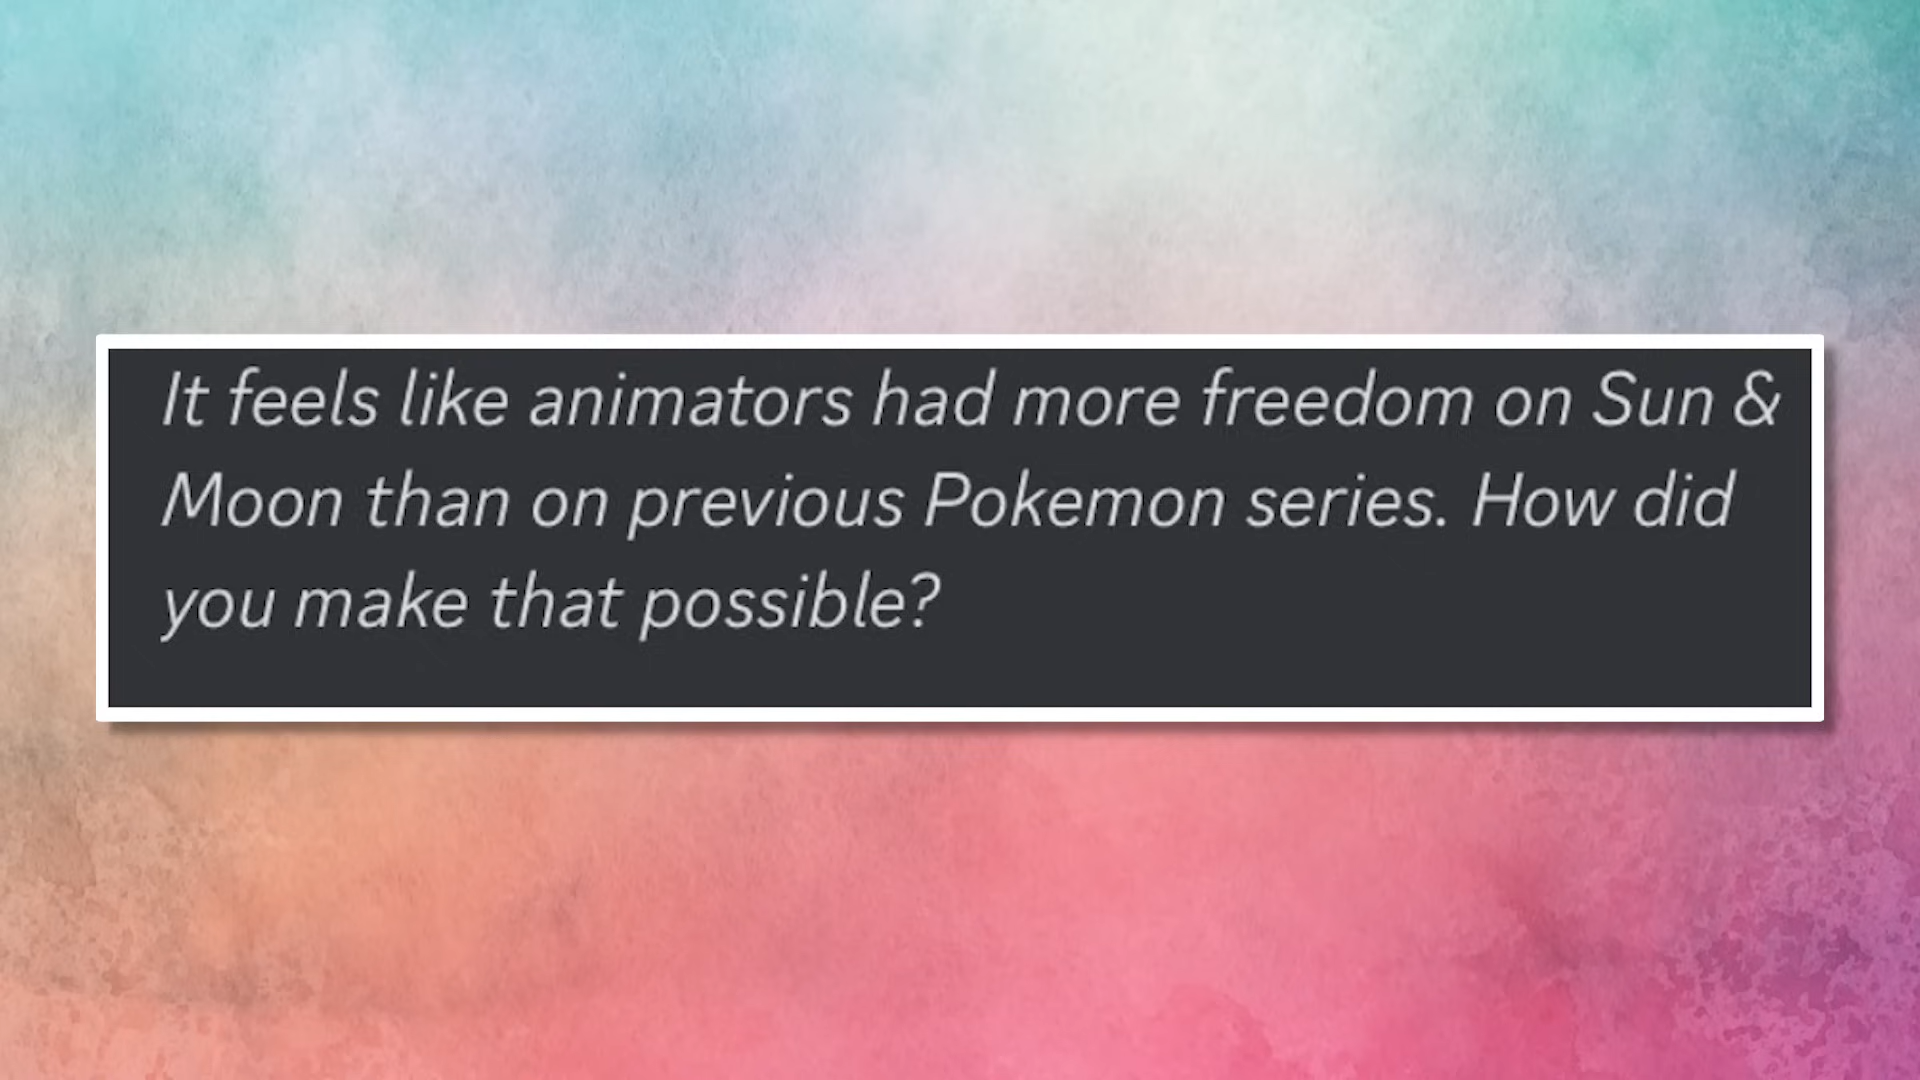 It feels like animators had more freedom on Sun &
Moon than on previous Pokemon series. How did
you make that possible?